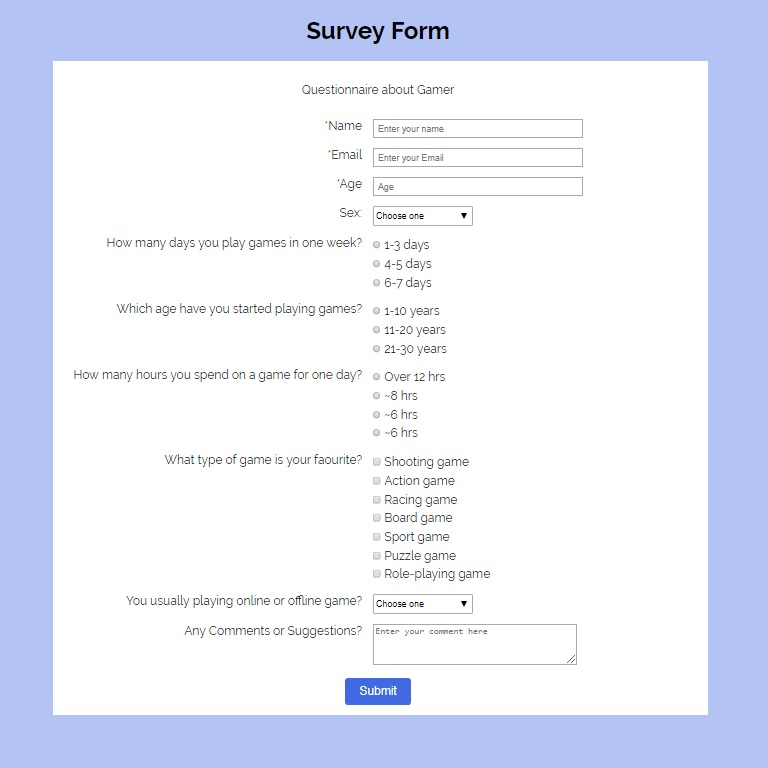 Survey Form
Questionnaire about Gamer
*Name Enter your name
*Email Enter your Email
*Age Age
Sex: Choose one
How many days you play games in one week? 1-3 days
4-5 days
6-7 days
Which age have you started playing games? 1-10 years
11-20 years
21-30 years
How many hours you spend on a game for one day? Over 12 hrs
~8 hrs
~6 hrs
~6 hrs
What type of game is your faourite? Shooting game
Action game
Racing game
Board game
Sport game
Puzzle game
Role-playing game
You usually playing online or offline game? Choose one
Any Comments or Suggestions? Enter your comment here
Submit